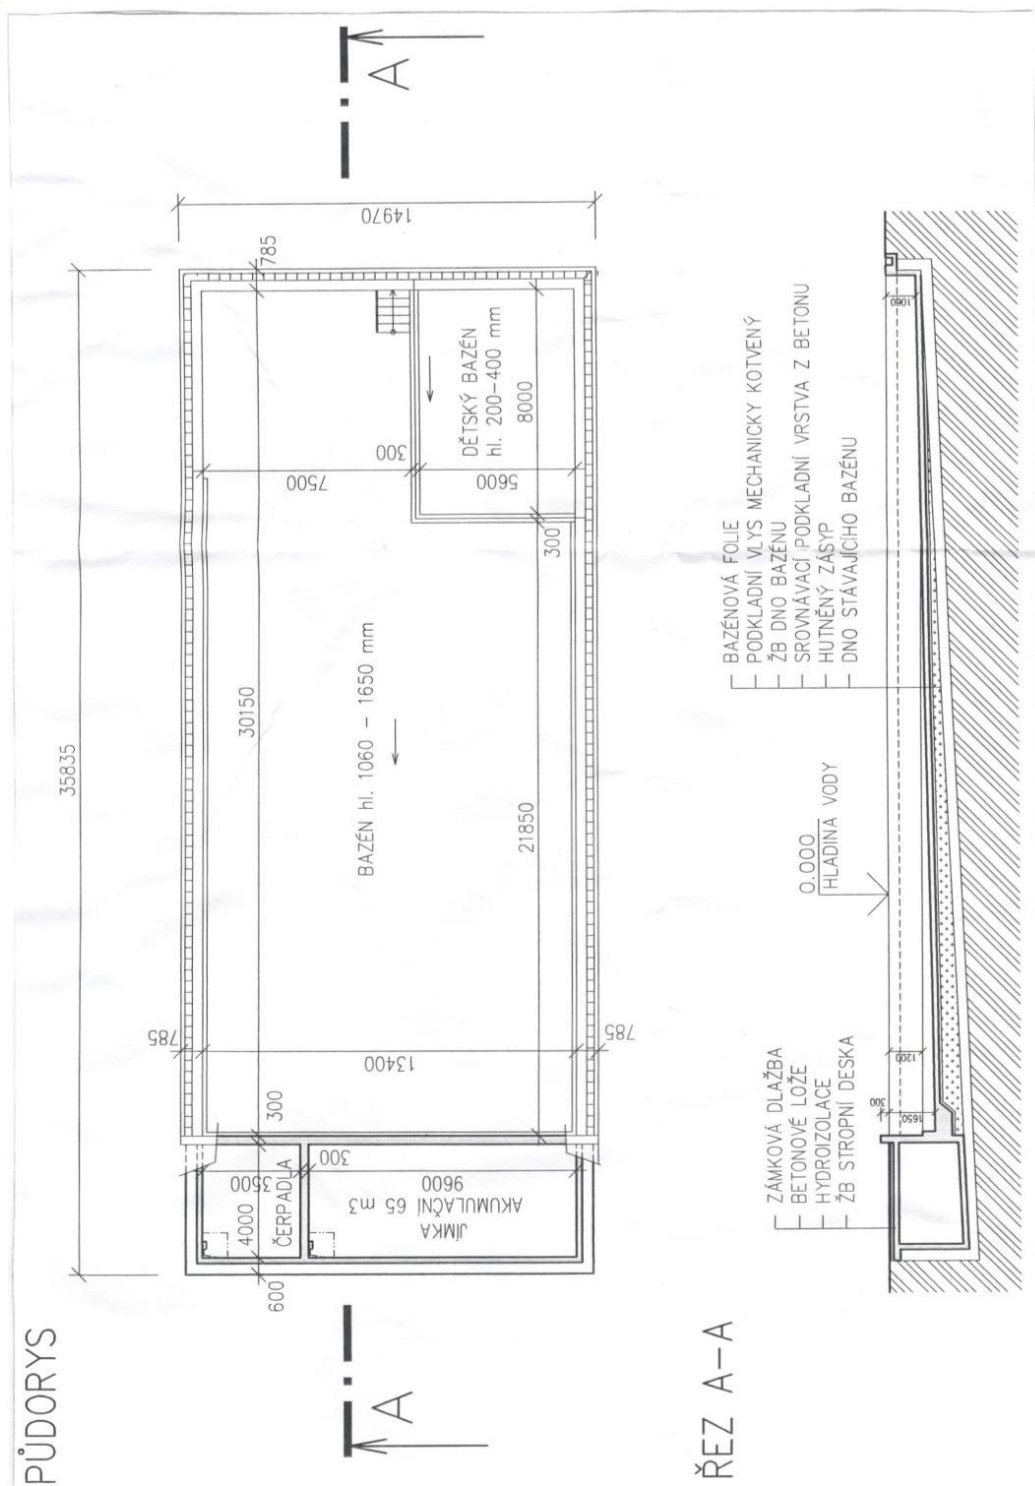 PŮDORYS
35835
600
4000
300
30150
785
14970
785
13400
785
3500
300
9600
ČERPADLA
JÍMKA
AKUMULAČNÍ 65 m3
BAZÉN hl. 1060 - 1650 mm
21850
300
8000
7500
300
5600
DĚTSKÝ BAZÉN
hl. 200-400 mm
A
A
ŘEZ A-A
ZÁMKOVÁ DLAŽBA
BETONOVÉ LOŽE
HYDROIZOLACE
ŽB STROPNÍ DESKA
300
1650
1200
0.000
HLADINA VODY
BAZÉNOVÁ FOLIE
PODKLADNÍ VLYS MECHANICKY KOTVENÝ
ŽB DNO BAZÉNU
SROVNÁVACÍ PODKLADNÍ VRSTVA Z BETONU
HUTNĚNÝ ZÁSYP
DNO STÁVAJÍCIHO BAZÉNU
1060